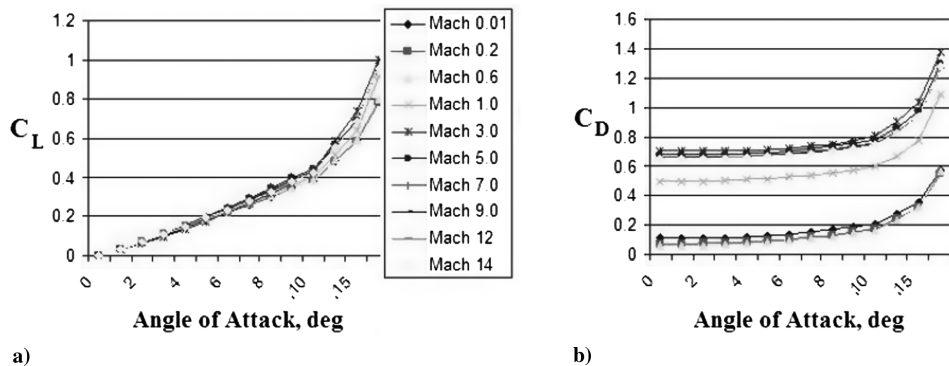 1.2
1
0.8
0.6
0.4
0.2
0
C_L
0
2
4
6
8
,10
,15
Angle of Attack, deg
a)
Mach 0.01
Mach 0.2
Mach 0.6
Mach 1.0
Mach 3.0
Mach 5.0
Mach 7.0
Mach 9.0
Mach 12
Mach 14
1.6
1.4
1.2
1
0.8
0.6
0.4
0.2
0
C_D
0
2
4
6
8
,10
,15
Angle of Attack, deg
b)